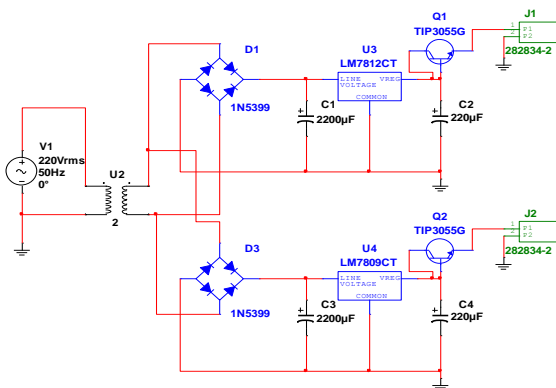 Q1
TIP3055G
J1
1
2
P1
P2
282834-2
D1
1N5399
U3
LM7812CT
LINE
VOLTAGE
VREG
COMMON
C1
2200µF
C2
220µF
V1
220Vrms
50Hz
0°
U2
2
Q2
TIP3055G
J2
1
2
P1
P2
282834-2
D3
1N5399
U4
LM7809CT
LINE
VOLTAGE
VREG
COMMON
C3
2200µF
C4
220µF